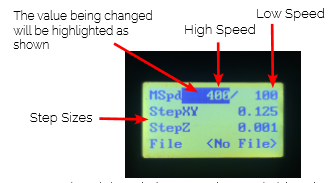 The value being changed
will be highlighted as
shown
High Speed
Low Speed
Step Sizes
MSpd 400/ 100
StepXY 0.125
StepZ 0.001
File <No File>